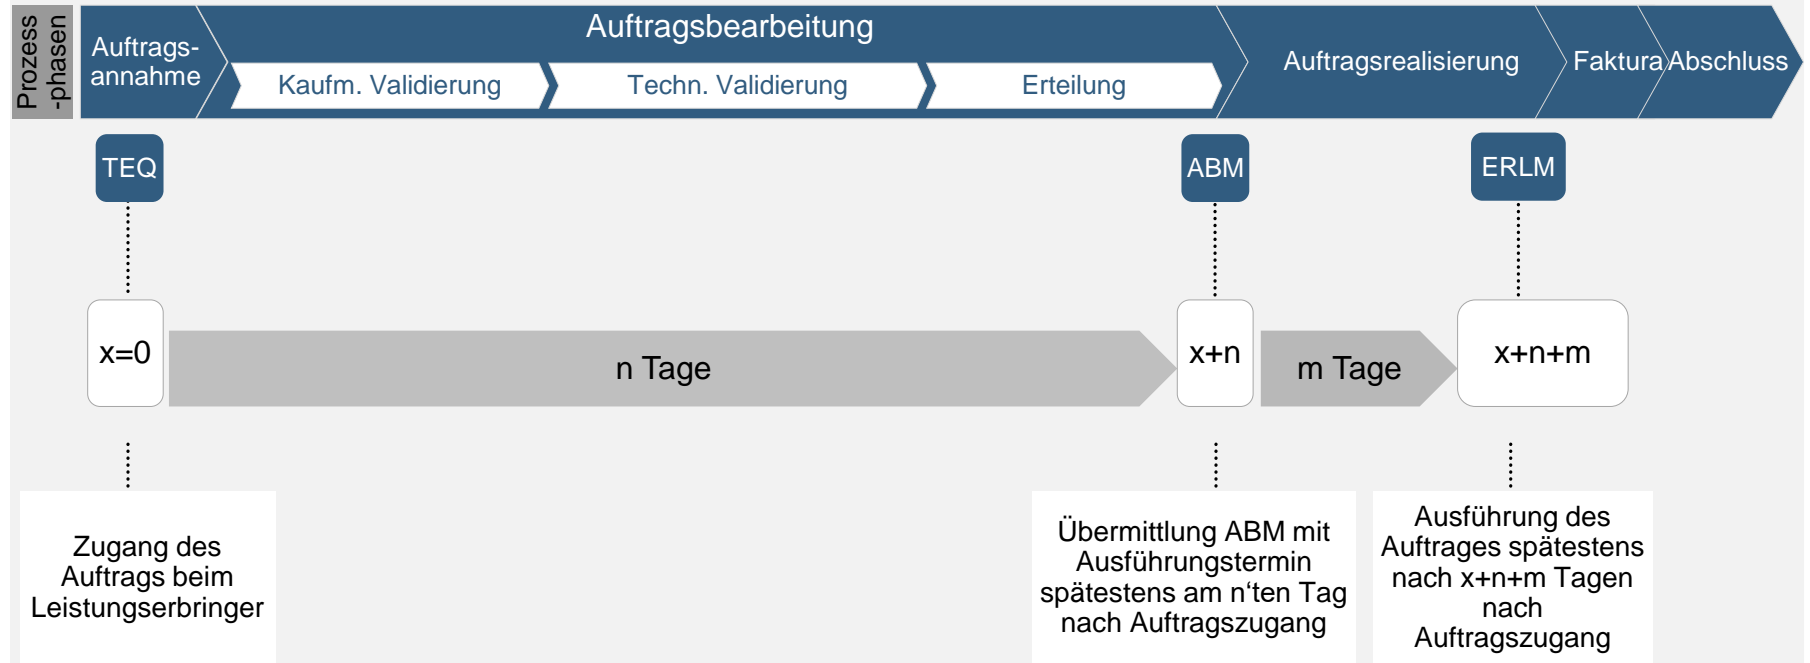 Prozess
-phasen
Auftrags-
annahme
Auftragsbearbeitung
Kaufm. Validierung
Techn. Validierung
Erteilung
Auftragsrealisierung
Faktura
Abschluss
TEQ
ABM
ERLM
x=0
n Tage
x+n
m Tage
x+n+m
Zugang des
Auftrags beim
Leistungserbringer
Übermittlung ABM mit
Ausführungstermin
spätestens am n‘ten Tag
nach Auftragszugang
Ausführung des
Auftrages spätestens
nach x+n+m Tagen
nach
Auftragszugang